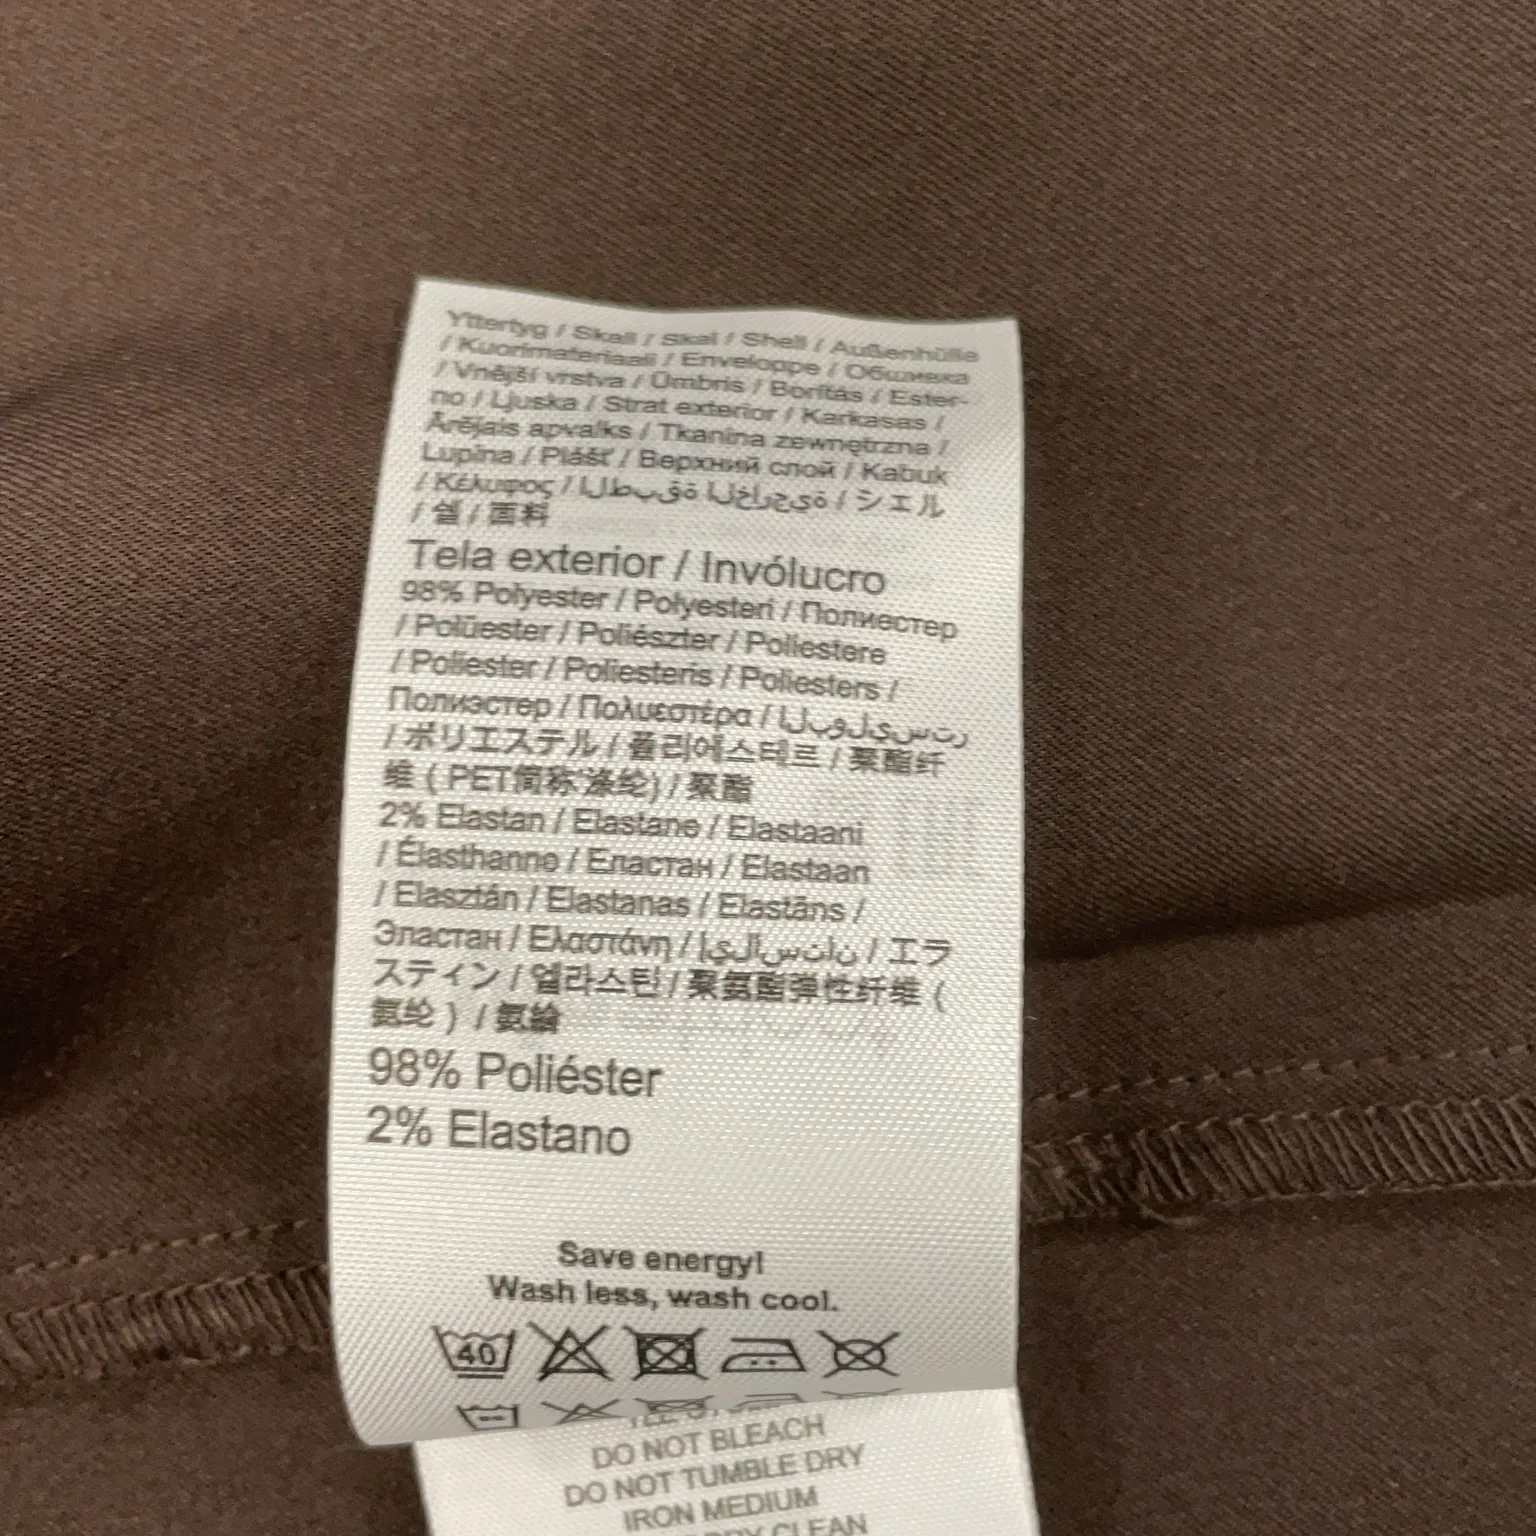 Yttertyg / Skall / Skal / Shell / Außenhülle
/ Kuorimateriaali / Enveloppe / Обшивка
/ Vnější vrstva / Ümbris / Borítás / Ester-
no / Ljuska / Strat exterior / Karkasas /
Ārējais apvalks / Tkanina zewnętrzna /
Lupina / Plášť / Верхний слой / Kabuk
/ Κέλυφος / الطبقة الخارجية / シェル
/ 쉘 / 面料
Tela exterior / Invólucro
98% Polyester / Polyesteri / Полиестер
/ Polüester / Poliészter / Poliestere
/ Poliester / Poliesteris / Poliesters /
Полиэстер / Πολυεστέρα / البوليستر
/ ポリエステル / 폴리에스테르 / 聚酯纤
维 ( PET简称'涤纶) / 聚酯
2% Elastan / Elastane / Elastaani
/ Élasthanne / Еластан / Elastaan
/ Elasztán / Elastanas / Elastāns /
Эластан / Ελαστάνη / إيلاستان / エラ
スティン / 엘라스틴 / 聚氨酯弹性纤维 (
氨纶 ) / 氨綸
98% Poliéster
2% Elastano
Save energy!
Wash less, wash cool.
40
DO NOT BLEACH
DO NOT TUMBLE DRY
IRON MEDIUM
DRY CLEAN